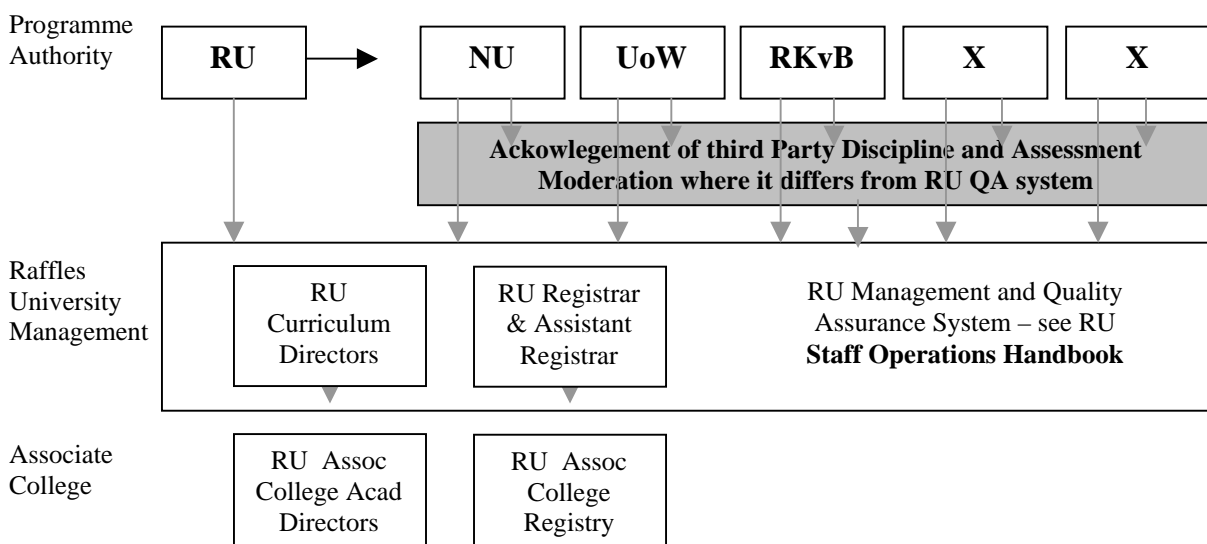 Programme
Authority
RU
NU
UoW
RKvB
X
X
Ackowlegement of third Party Discipline and Assessment
Moderation where it differs from RU QA system
Raffles
University
Management
RU
Curriculum
Directors
RU Registrar
& Assistant
Registrar
RU Management and Quality
Assurance System – see RU
Staff Operations Handbook
Associate
College
RU Assoc
College Acad
Directors
RU Assoc
College
Registry